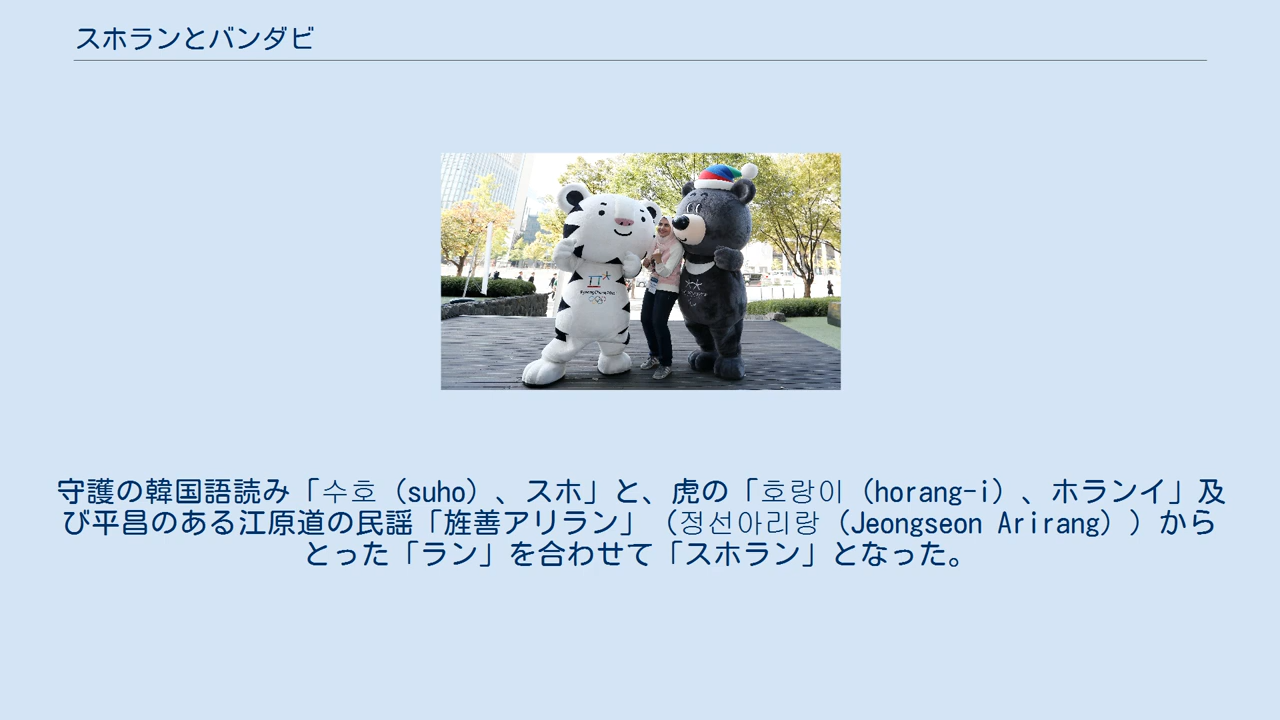 スホランとバンダビ
PyeongChang 2018
守護の韓国語読み「수호（suho）、スホ」と、虎の「호랑이（horang-i）、ホランイ」及
び平昌のある江原道の民謡「旌善アリラン」（정선아리랑（Jeongseon Arirang））から
とった「ラン」を合わせて「スホラン」となった。